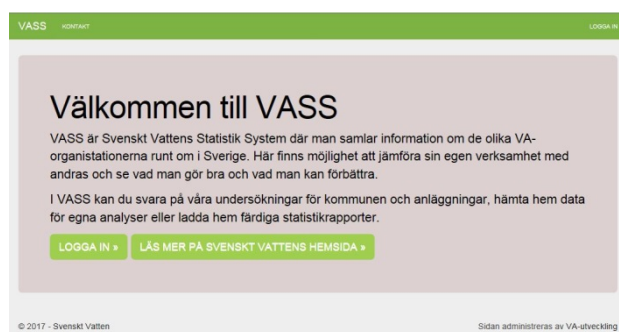 VASS KONTAKT LOGGA IN
Välkommen till VASS
VASS är Svenskt Vattens Statistik System där man samlar information om de olika VA-
organistationerna runt om i Sverige. Här finns möjlighet att jämföra sin egen verksamhet med
andras och se vad man gör bra och vad man kan förbättra.
I VASS kan du svara på våra undersökningar för kommunen och anläggningar, hämta hem data
för egna analyser eller ladda hem färdiga statistikrapporter.
LOGGA IN » LÄS MER PÅ SVENSKT VATTENS HEMSIDA »
© 2017 - Svenskt Vatten Sidan administreras av VA-utveckling